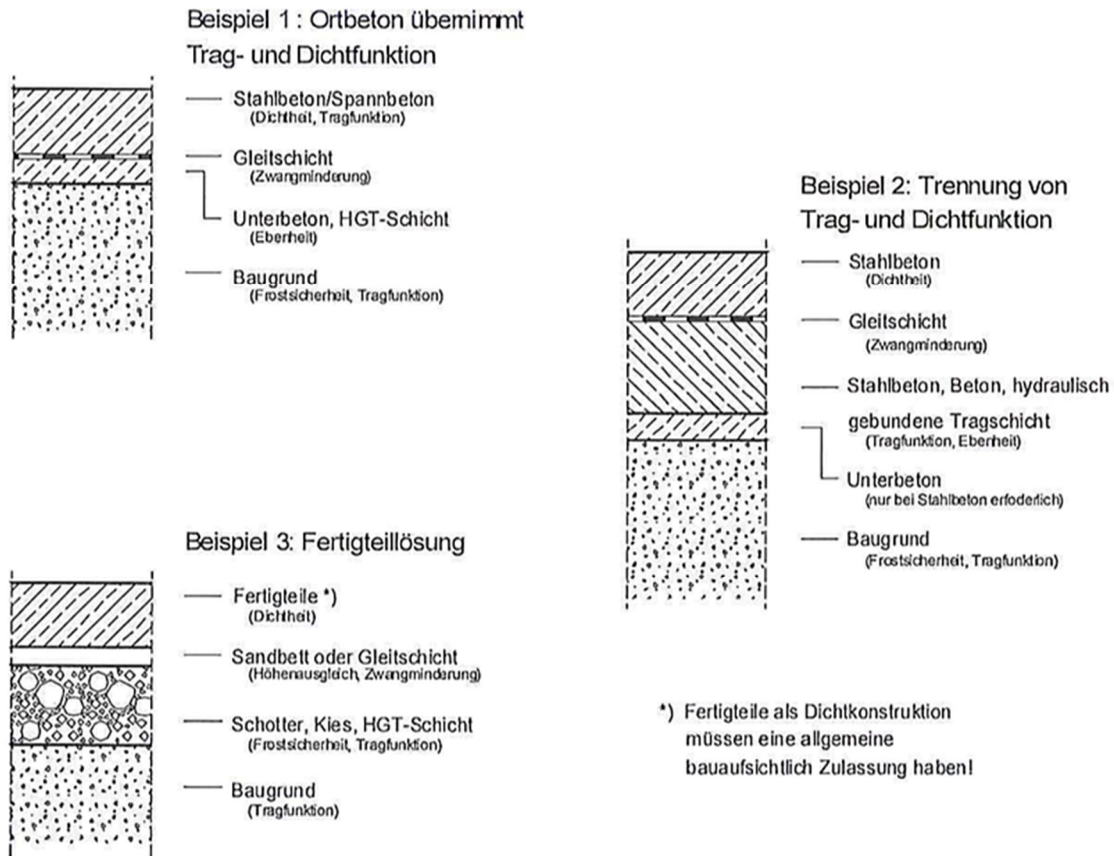 Beispiel 1 : Ortbeton übernimmt
Trag- und Dichtfunktion
Stahlbeton/Spannbeton
(Dichtheit, Tragfunktion)
Gleitschicht
(Zwangminderung)
Unterbeton, HGT-Schicht
(Ebenheit)
Baugrund
(Frostsicherheit, Tragfunktion)
Beispiel 2: Trennung von
Trag- und Dichtfunktion
Stahlbeton
(Dichtheit)
Gleitschicht
(Zwangminderung)
Stahlbeton, Beton, hydraulisch
gebundene Tragschicht
(Tragfunktion, Ebenheit)
Unterbeton
(nur bei Stahlbeton erfoderlich)
Baugrund
(Frostsicherheit, Tragfunktion)
Beispiel 3: Fertigteillösung
Fertigteile *)
(Dichtheit)
Sandbett oder Gleitschicht
(Höhenausgleich, Zwangminderung)
Schotter, Kies, HGT-Schicht
(Frostsicherheit, Tragfunktion)
Baugrund
(Tragfunktion)
*) Fertigteile als Dichtkonstruktion
müssen eine allgemeine
bauaufsichtlich Zulassung haben!